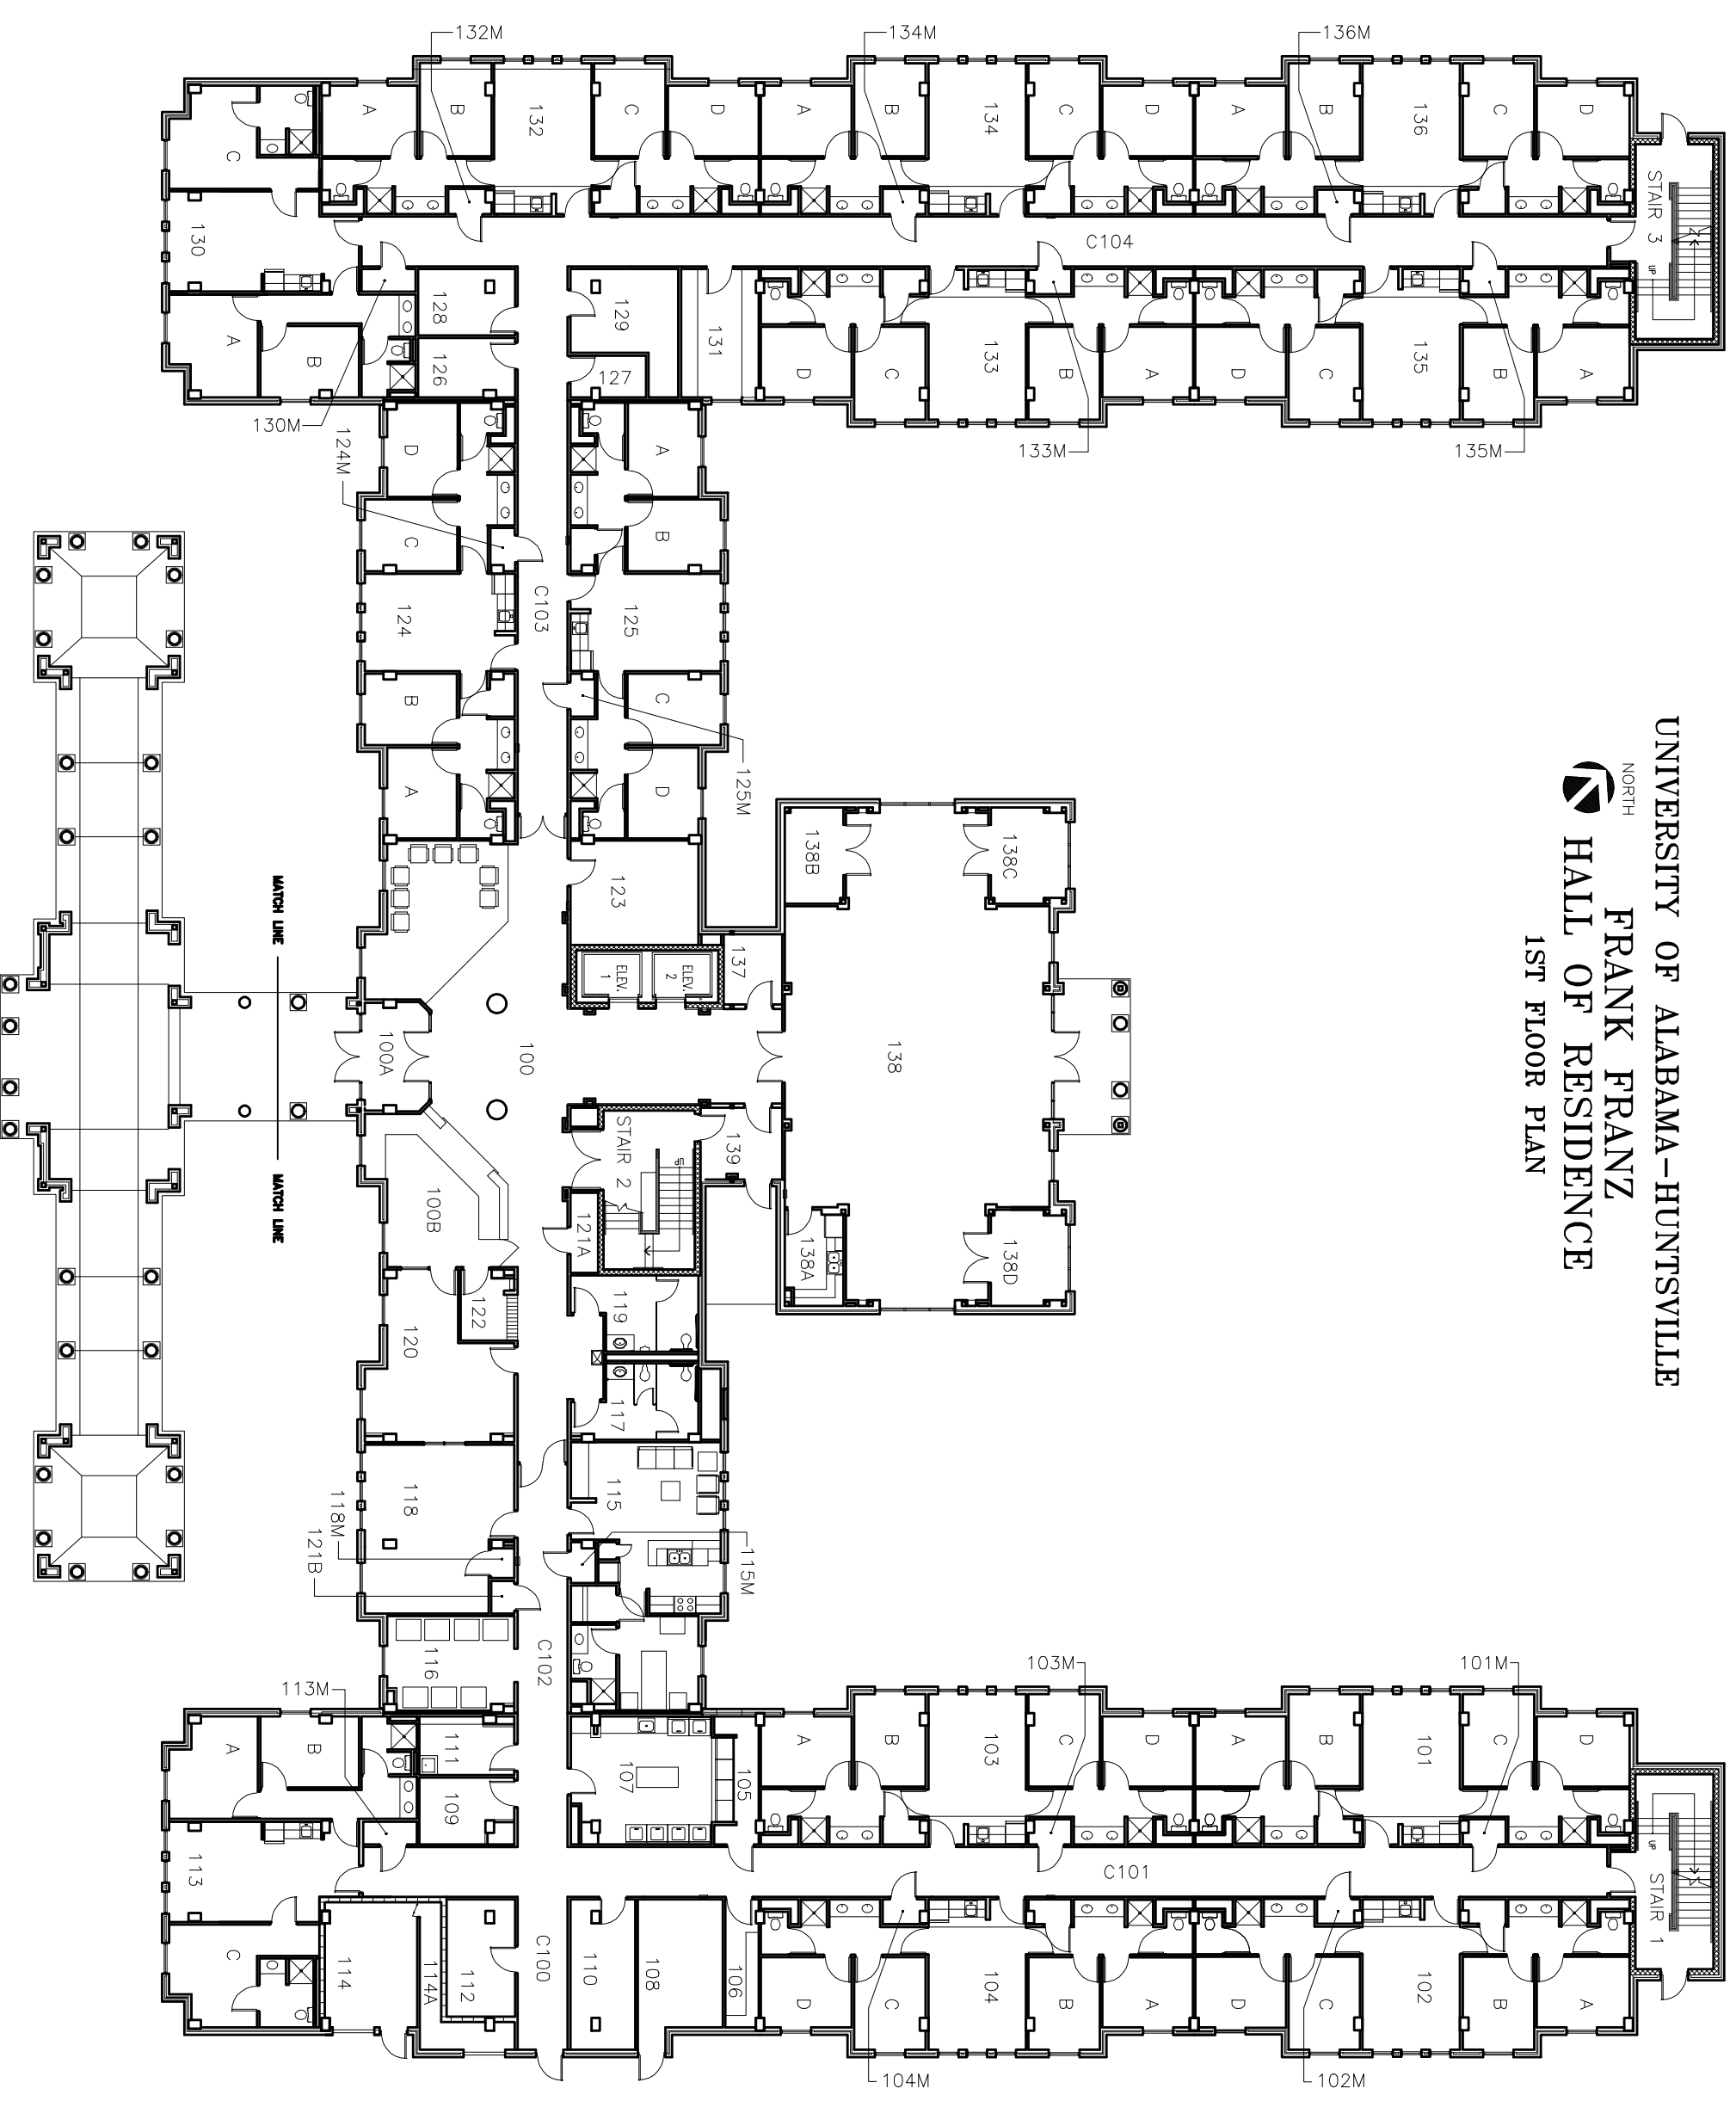 UNIVERSITY OF ALABAMA-HUNTSVILLE
FRANK FRANZ
HALL OF RESIDENCE
1ST FLOOR PLAN
NORTH
132M
134M
136M
C
A
B
132
C
D
A
B
134
C
D
A
B
136
C
D
STAIR 3
UP
130
C104
A
B
128
126
129
127
131
D
C
133
B
A
D
C
135
B
A
130M
124M
133M
135M
D
C
124
B
A
C103
A
B
125
C
D
125M
123
ELEV.
1
ELEV.
2
137
138B
138C
138
138A
138D
139
MATCH LINE
MATCH LINE
100A
100
100B
STAIR 2
UP
121A
122
120
119
117
118
115
118M
121B
115M
116
C102
113M
103M
101M
A
B
111
109
107
105
A
B
103
C
D
A
B
101
C
D
UP
STAIR 1
113
C101
C
114
114A
112
C100
110
108
106
D
C
104
B
A
D
C
102
B
A
104M
102M